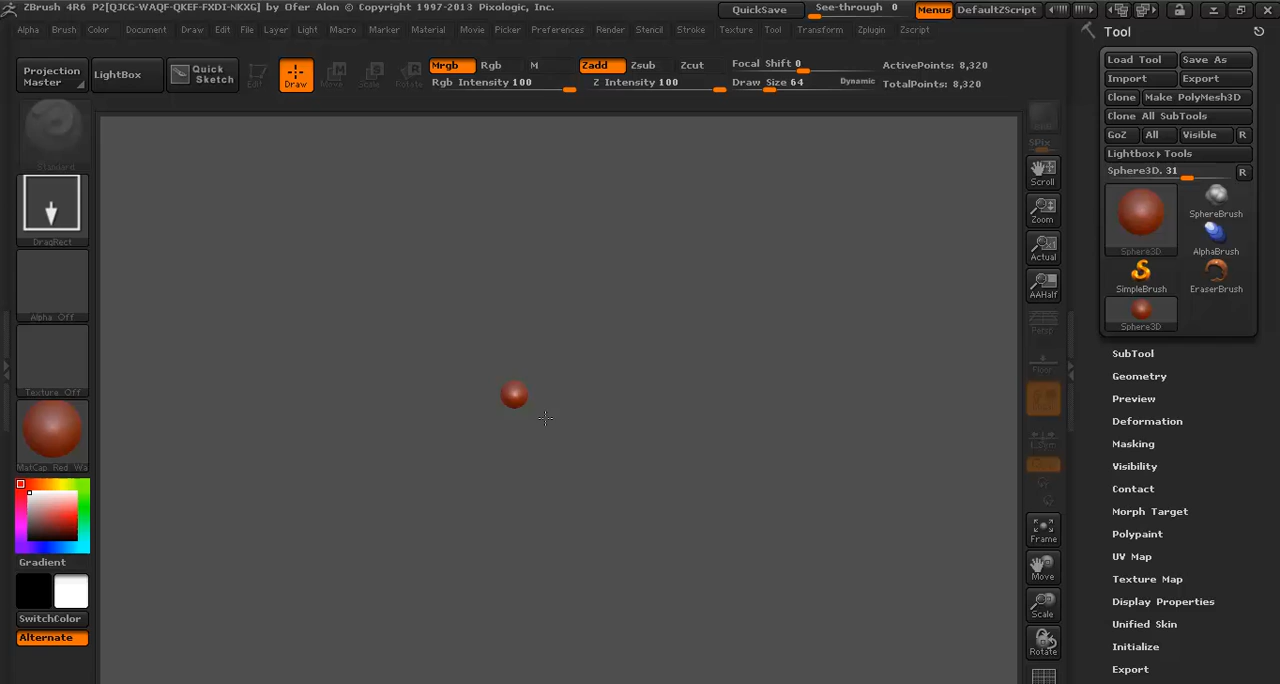 ZBrush 4R6 P2[QJCG-WAQF-QKEF-FXDI-NKXG] by Ofer Alon © Copyright 1997-2013 Pixologic, Inc.
QuickSave
See-through 0
Menus
DefaultZScript
Alpha Brush Color Document Draw Edit File Layer Light Macro Marker Material Movie Picker Preferences Render Stencil Stroke Texture Tool Transform Zplugin Zscript
Tool
Projection Master
LightBox
Quick Sketch
Edit
Draw
Move
Scale
Rotate
Mrgb Rgb M
Rgb Intensity 100
Zadd Zsub Zcut
Z Intensity 100
Focal Shift 0
Draw Size 64
Dynamic
ActivePoints: 8,320
TotalPoints: 8,320
Standard
DragRect
Alpha Off
Texture Off
MatCap Red Wa
Gradient
SwitchColor
Alternate
SPix
Scroll
Zoom
Actual
AAHalf
Persp
Floor
L.Sym
Frame
Move
Scale
Rotate
Load Tool Save As
Import Export
Clone Make PolyMesh3D
Clone All SubTools
GoZ All Visible R
Lightbox▸Tools
Sphere3D. 31 R
Sphere3D
SphereBrush
AlphaBrush
SimpleBrush
EraserBrush
Sphere3D
SubTool
Geometry
Preview
Deformation
Masking
Visibility
Contact
Morph Target
Polypaint
UV Map
Texture Map
Display Properties
Unified Skin
Initialize
Export